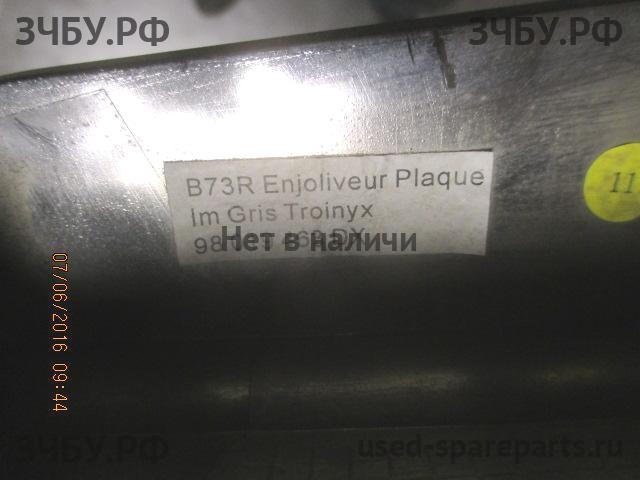 ЗЧБУ.РФ ЗЧБУ.РФ
B73R Enjoliveur Plaque
Im Gris Troinyx
Нет в наличи
11
07/06/2016 09:44
ЗЧБУ.РФ used-spareparts.ru